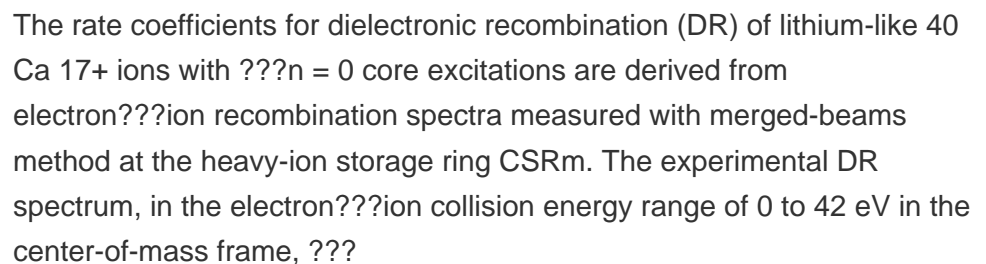 The rate coefficients for dielectronic recombination (DR) of lithium-like 40
Ca 17+ ions with ???n = 0 core excitations are derived from
electron???ion recombination spectra measured with merged-beams
method at the heavy-ion storage ring CSRm. The experimental DR
spectrum, in the electron???ion collision energy range of 0 to 42 eV in the
center-of-mass frame, ???